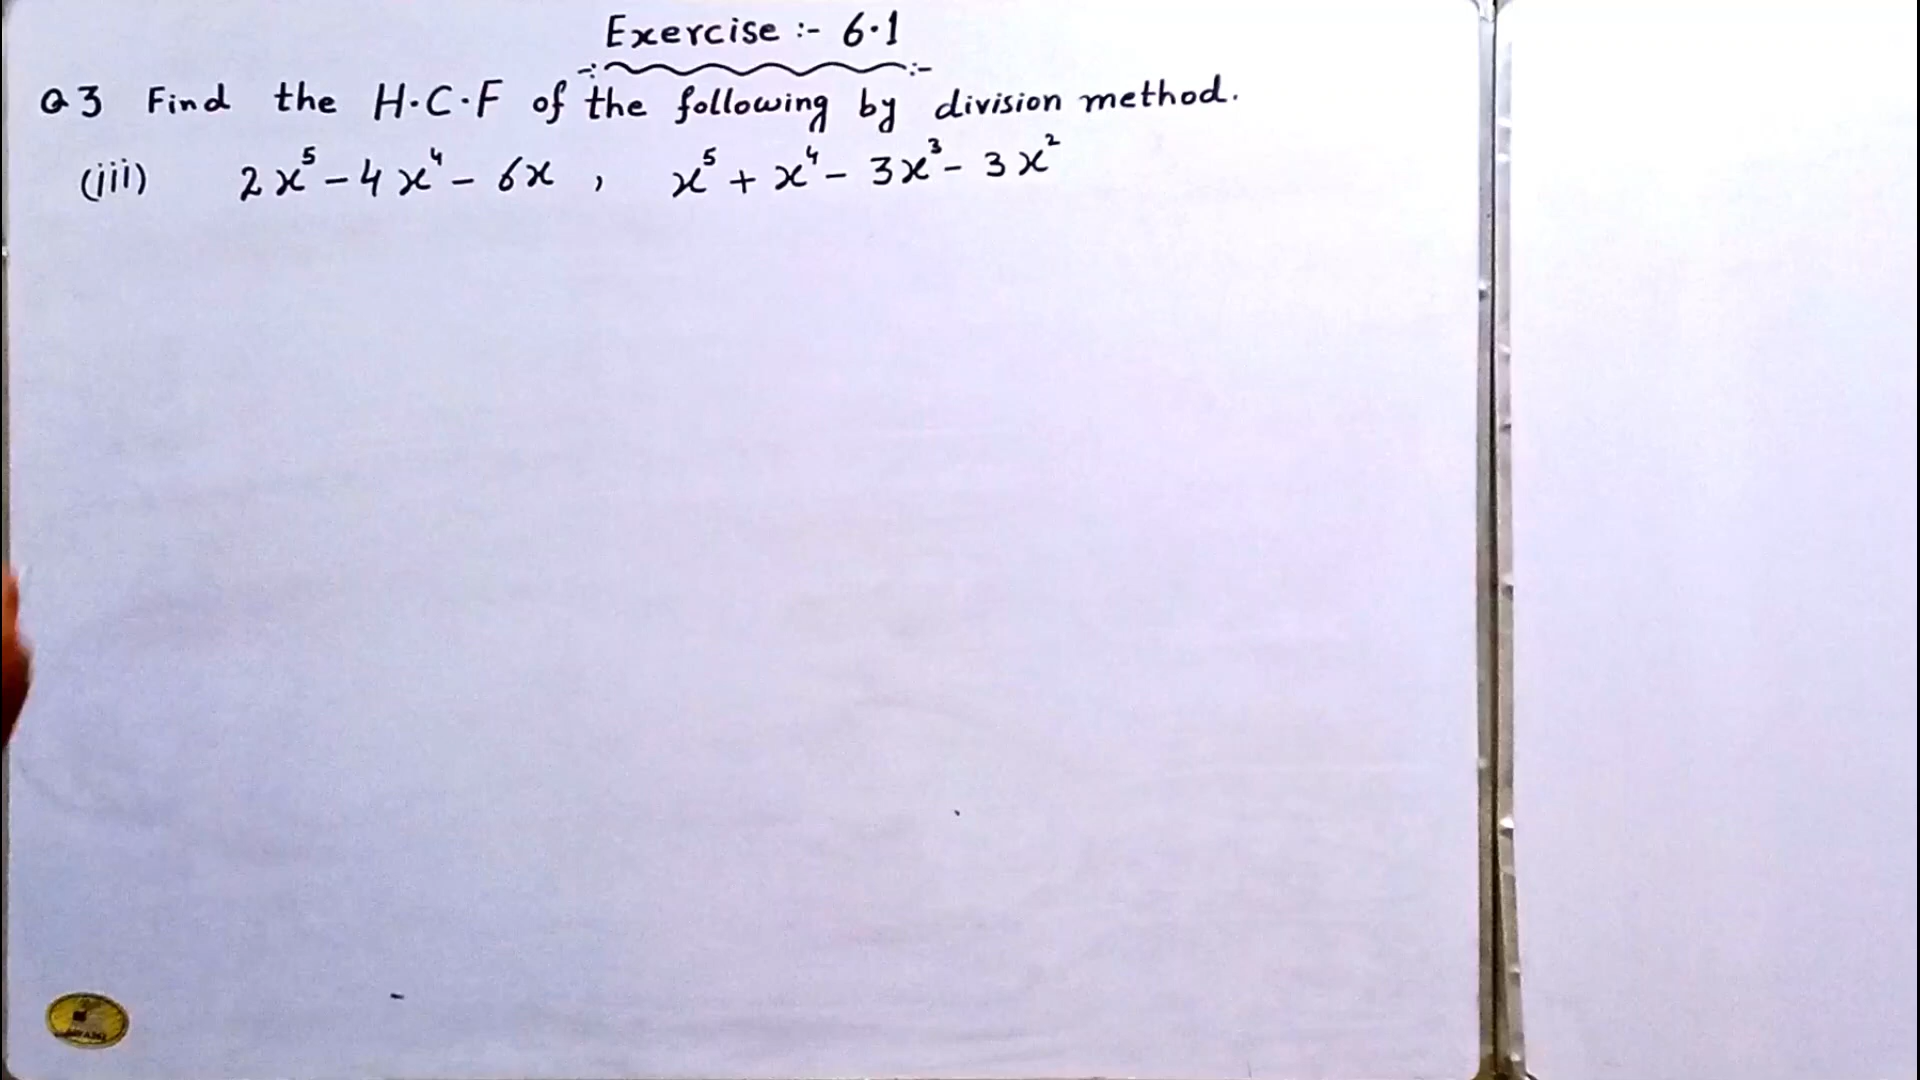 Exercise :- 6.1
Q3 Find the H.C.F of the following by division method.
(iii) 2x⁵ - 4x⁴ - 6x , x⁵ + x⁴ - 3x³ - 3x²